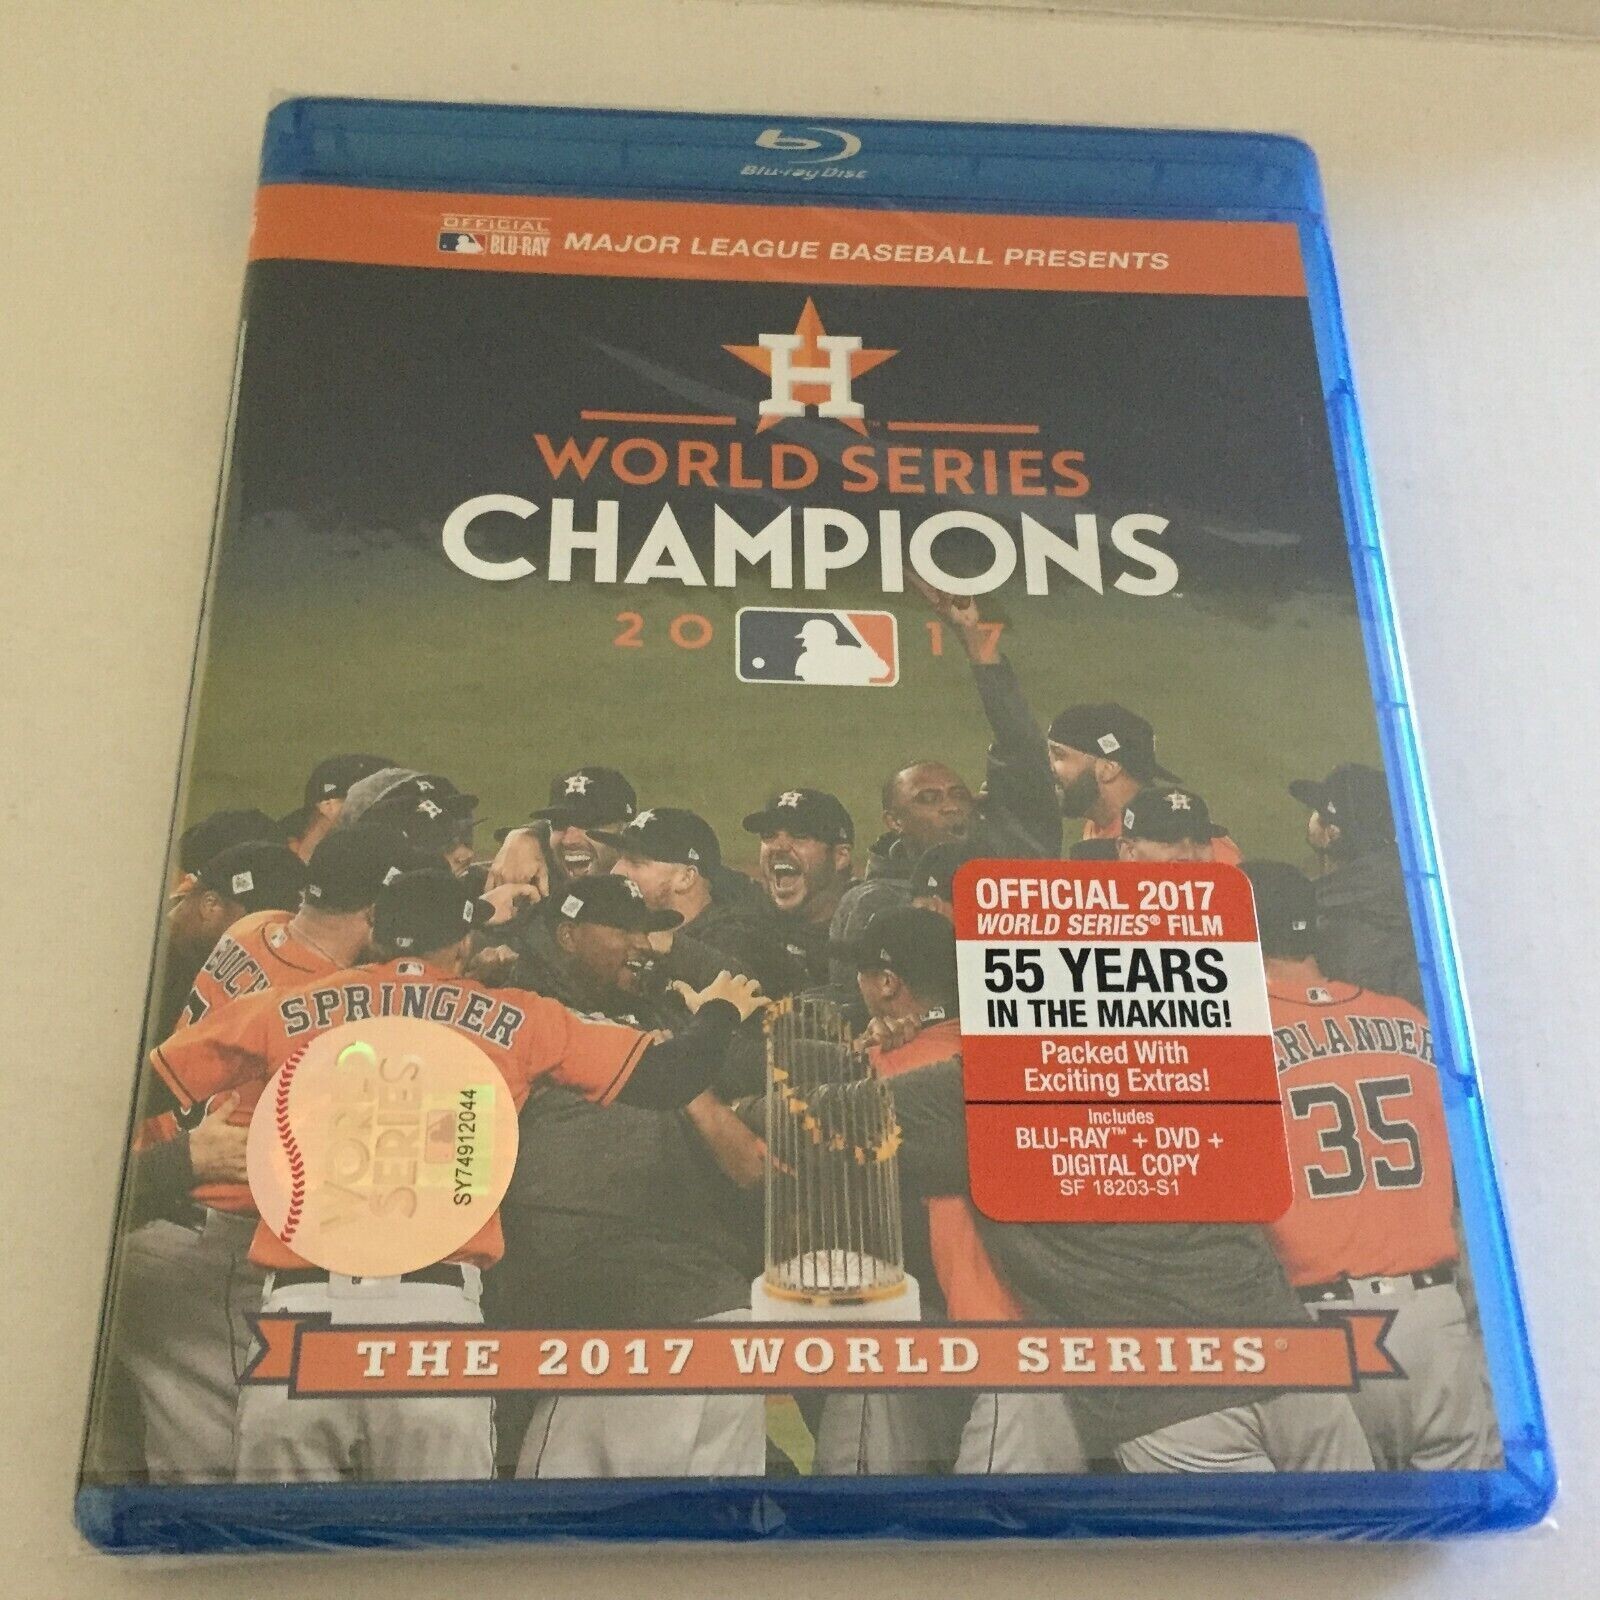 Blu-ray Disc
OFFICIAL
BLU-RAY
MAJOR LEAGUE BASEBALL PRESENTS
H
WORLD SERIES
CHAMPIONS™
20 17
SPRINGER
OFFICIAL 2017
WORLD SERIES® FILM
55 YEARS
IN THE MAKING!
Packed With
Exciting Extras!
Includes
BLU-RAY™ + DVD +
DIGITAL COPY
SF 18203-S1
ERLANDER
35
WORLD
SERIES
SY74912044
THE 2017 WORLD SERIES®